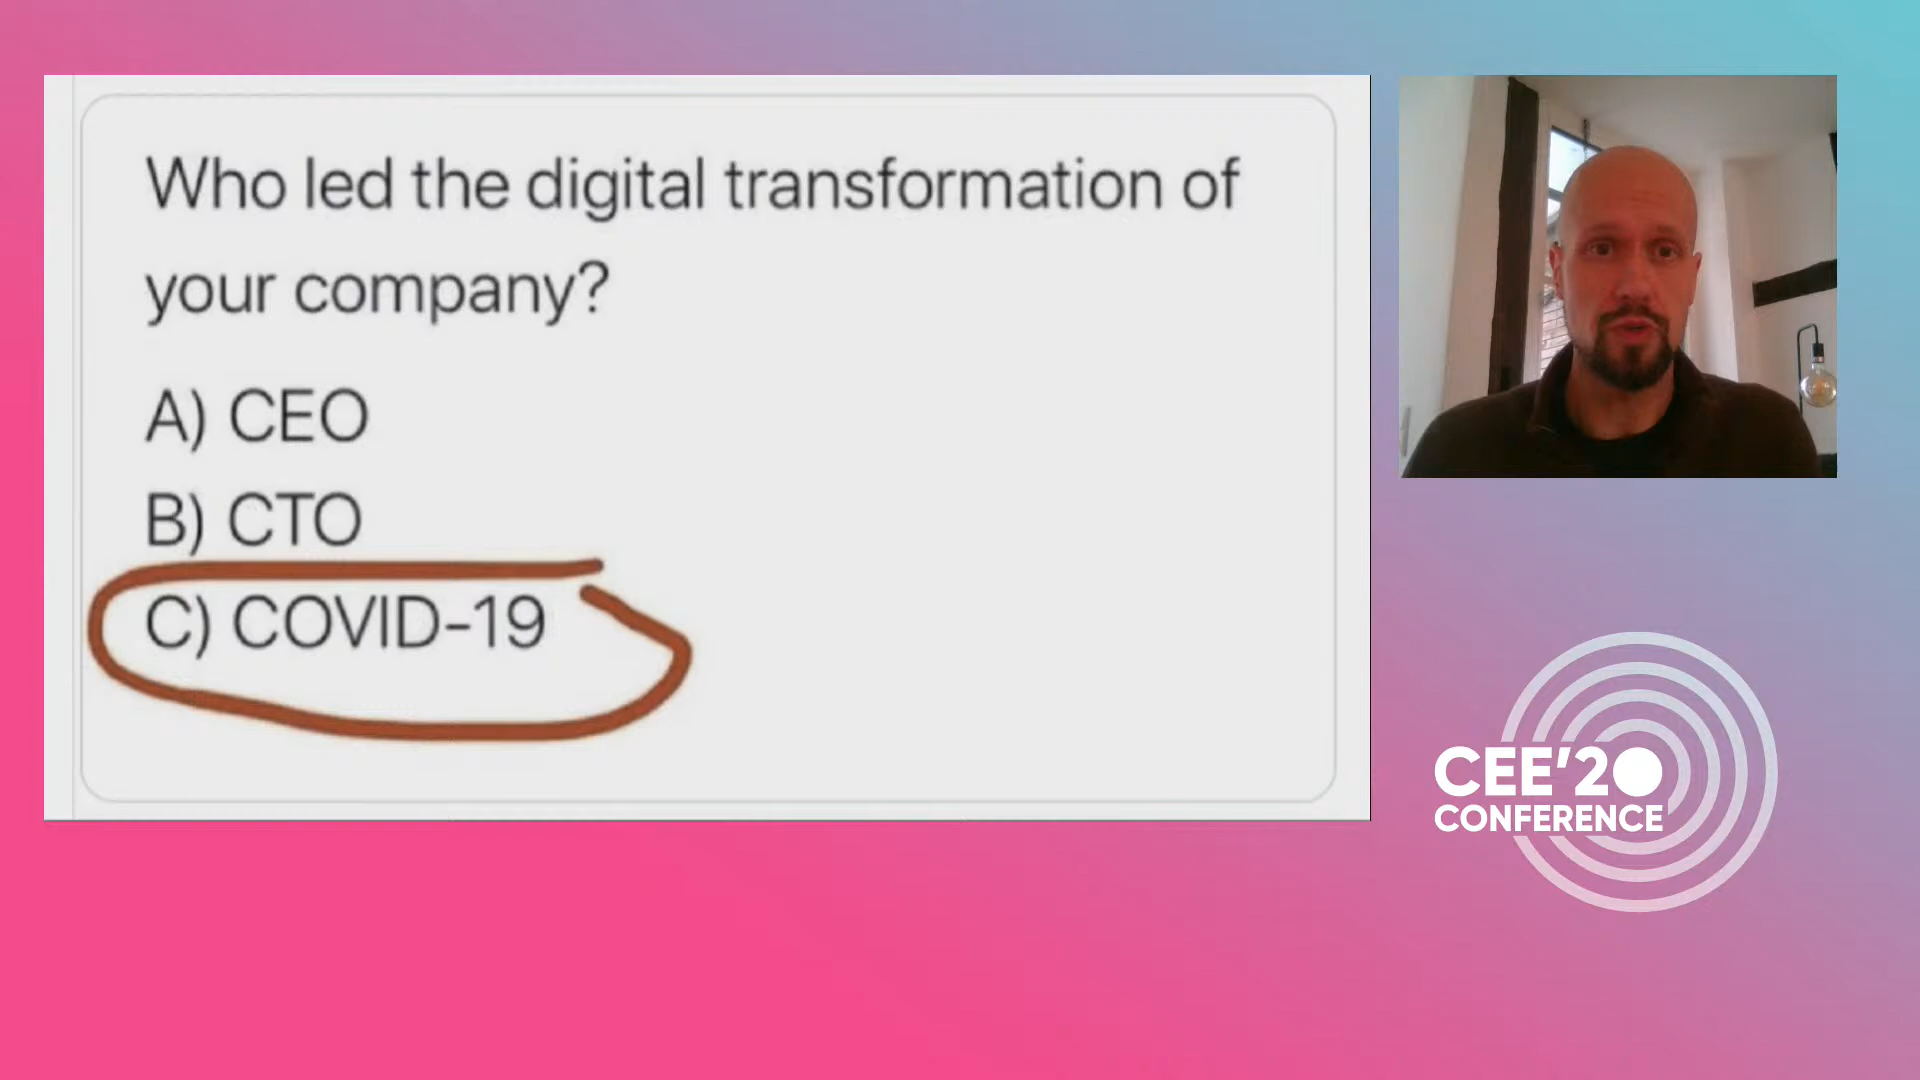 Who led the digital transformation of
your company?
A) CEO
B) CTO
C) COVID-19
CEE'20
CONFERENCE